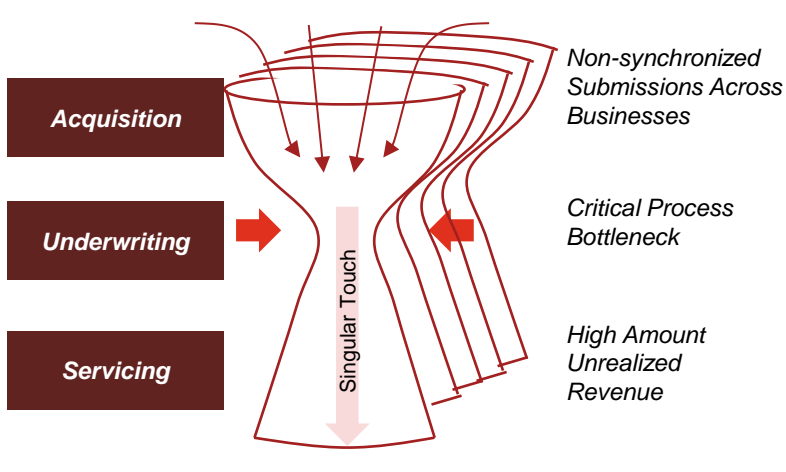 Acquisition
Non-synchronized
Submissions Across
Businesses
Underwriting
Critical Process
Bottleneck
Singular Touch
Servicing
High Amount
Unrealized
Revenue